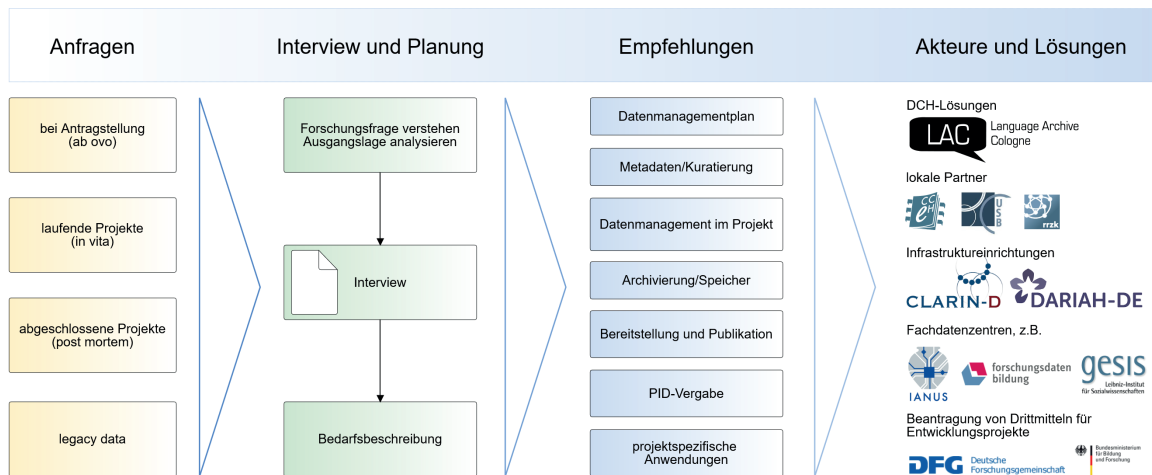 Anfragen
Interview und Planung
Empfehlungen
Akteure und Lösungen
bei Antragstellung
(ab ovo)
laufende Projekte
(in vita)
abgeschlossene Projekte
(post mortem)
legacy data
Forschungsfrage verstehen
Ausgangslage analysieren
Interview
Bedarfsbeschreibung
Datenmanagementplan
Metadaten/Kuratierung
Datenmanagement im Projekt
Archivierung/Speicher
Bereitstellung und Publikation
PID-Vergabe
projektspezifische
Anwendungen
DCH-Lösungen
LAC
Language Archive
Cologne
lokale Partner
CCeH
USB
rrzk
Infrastruktureinrichtungen
CLARIN-D
DARIAH-DE
Fachdatenzentren, z.B.
IANUS
forschungsdaten
bildung
gesis
Leibniz-Institut
für Sozialwissenschaften
Beantragung von Drittmitteln für
Entwicklungsprojekte
DFG
Deutsche
Forschungsgemeinschaft
Bundesministerium
für Bildung
und Forschung